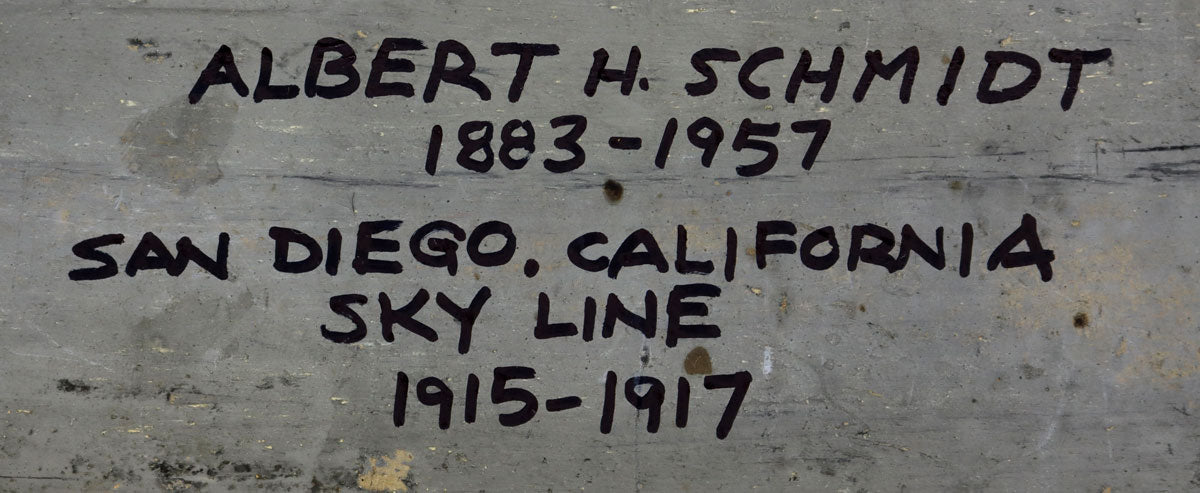 ALBERT H. SCHMIDT
1883-1957
SAN DIEGO. CALIFORNIA
SKY LINE
1915-1917